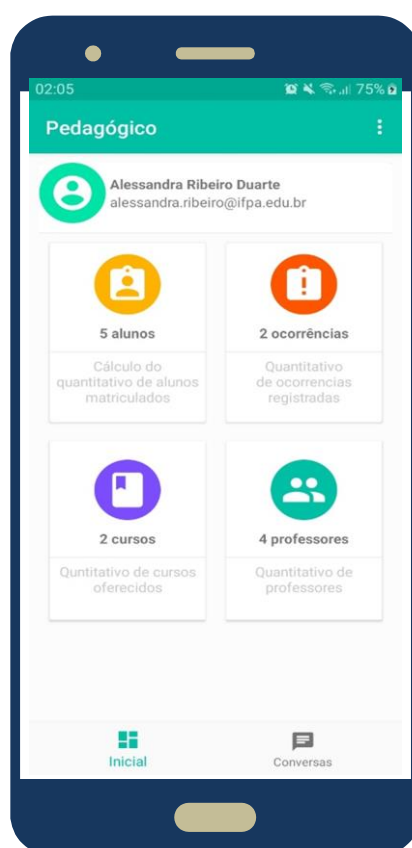 02:05 75%
Pedagógico
Alessandra Ribeiro Duarte
alessandra.ribeiro@ifpa.edu.br
5 alunos
Cálculo do
quantitativo de alunos
matriculados
2 ocorrências
Quantitativo
de ocorrencias
registradas
2 cursos
Quntitativo de cursos
oferecidos
4 professores
Quantitativo de
professores
Inicial
Conversas